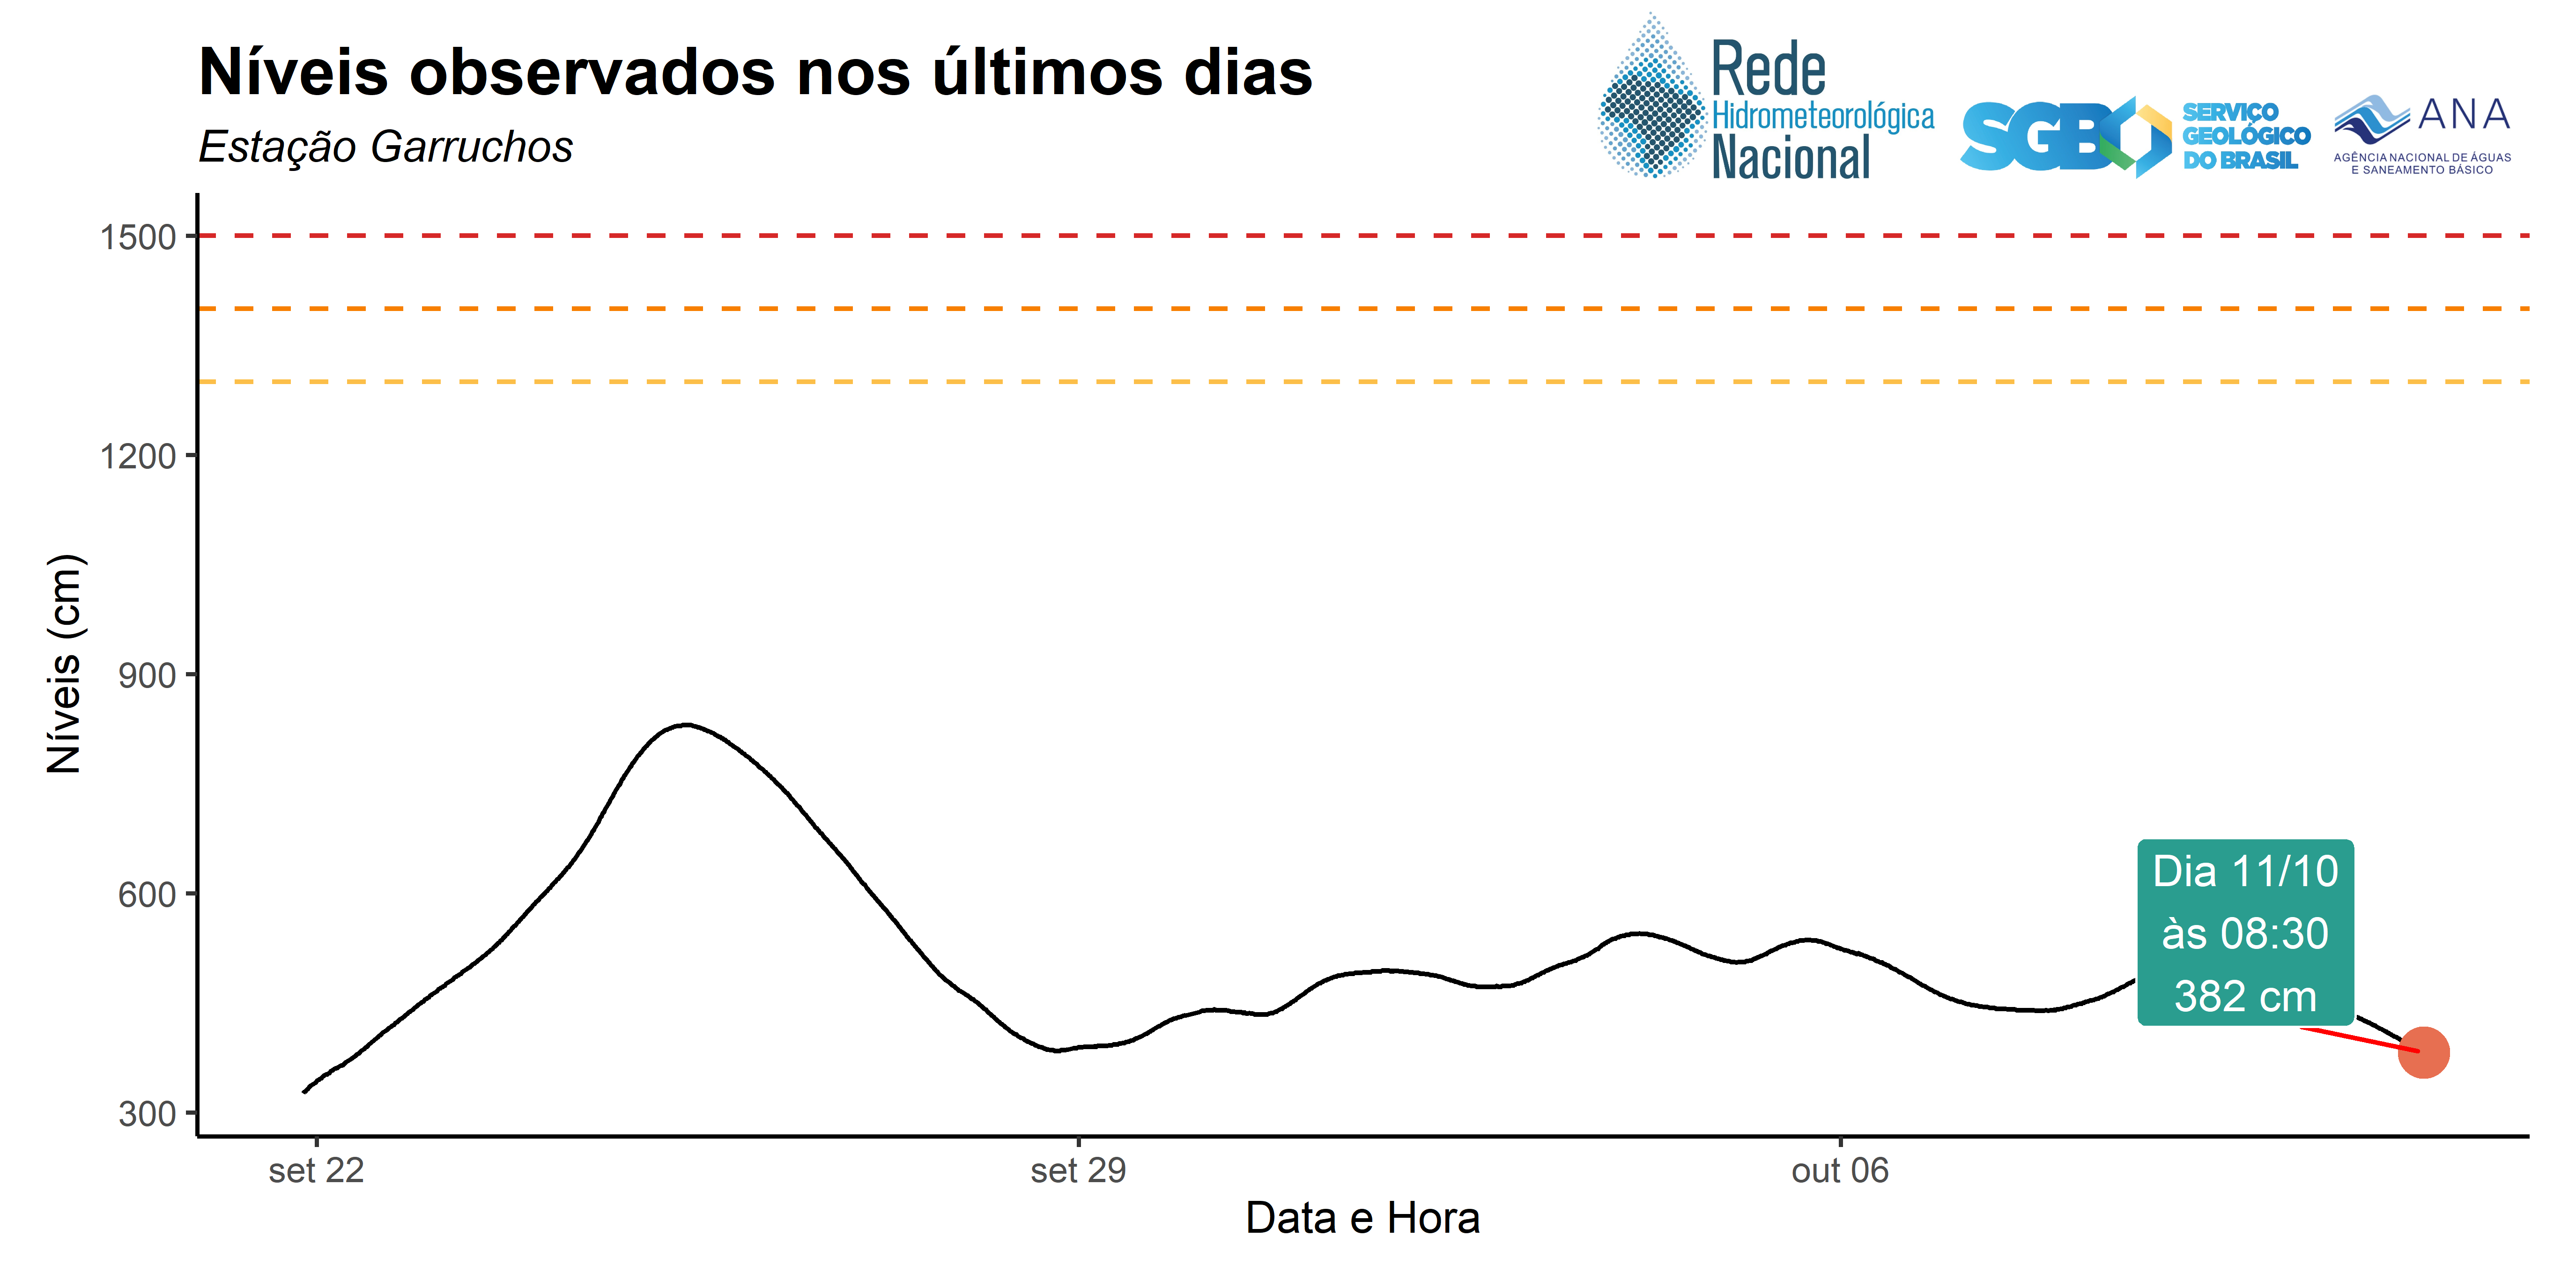 Níveis observados nos últimos dias
Estação Garruchos
Rede
Hidrometeorológica
Nacional
SGB
SERVIÇO
GEOLÓGICO
DO BRASIL
ANA
AGÊNCIA NACIONAL DE ÁGUAS
E SANEAMENTO BÁSICO
1500
1200
900
600
300
Níveis (cm)
Dia 11/10
às 08:30
382 cm
set 22
set 29
out 06
Data e Hora